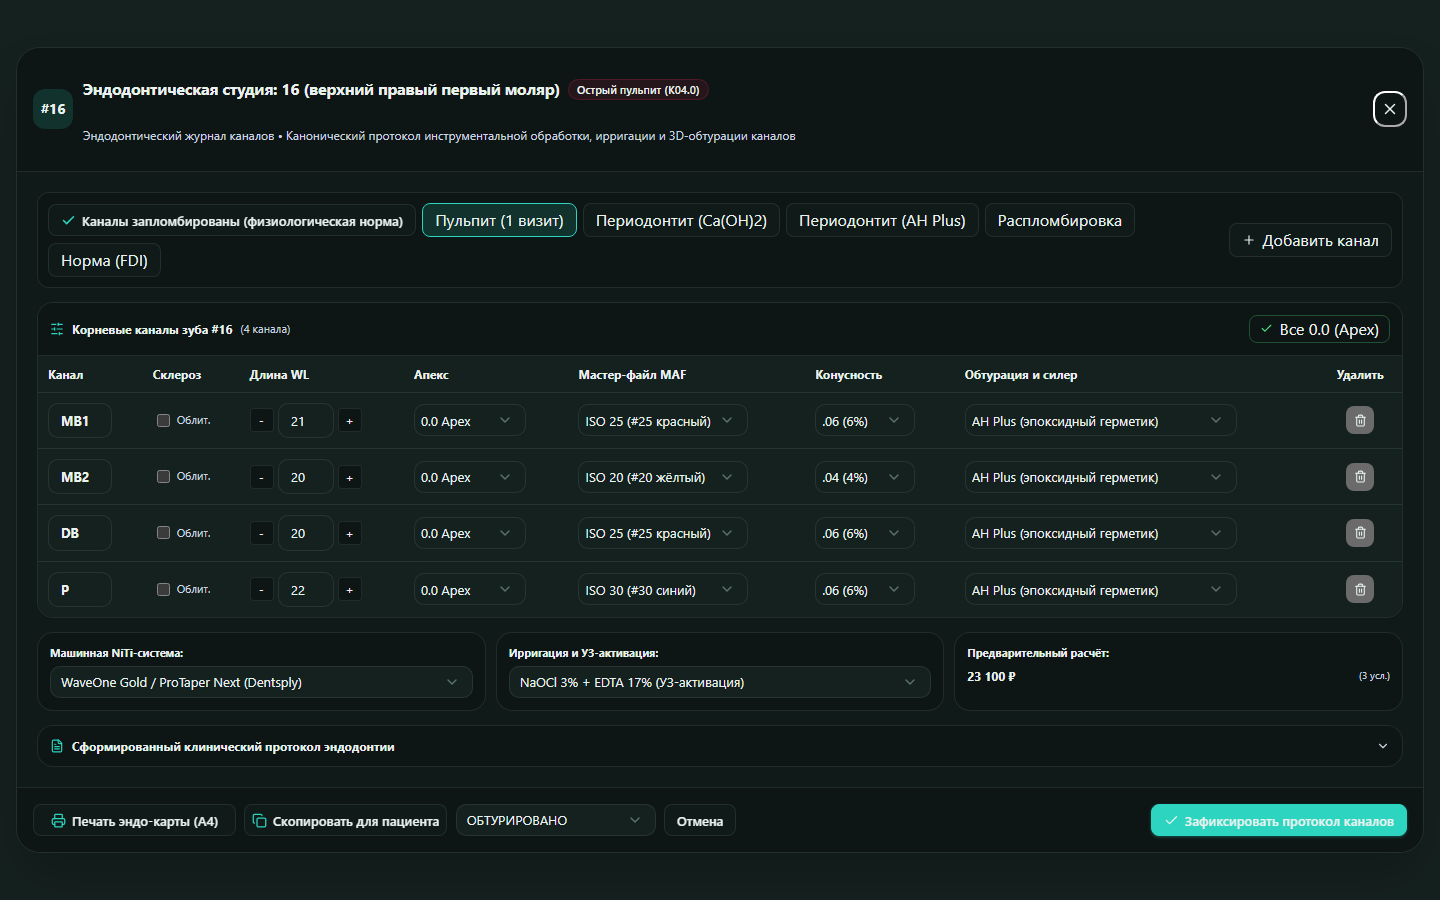 #16
Эндодонтическая студия: 16 (верхний правый первый моляр)
Острый пульпит (K04.0)
Эндодонтический журнал каналов • Канонический протокол инструментальной обработки, ирригации и 3D-обтурации каналов
Каналы запломбированы (физиологическая норма)
Пульпит (1 визит)
Периодонтит (Ca(OH)2)
Периодонтит (AH Plus)
Распломбировка
Норма (FDI)
+ Добавить канал
Корневые каналы зуба #16 (4 канала)
Все 0.0 (Apex)
Канал Склероз Длина WL Апекс Мастер-файл MAF Конусность Обтурация и силер Удалить
MB1 Облит. - 21 + 0.0 Apex ISO 25 (#25 красный) .06 (6%) AH Plus (эпоксидный герметик)
MB2 Облит. - 20 + 0.0 Apex ISO 20 (#20 жёлтый) .04 (4%) AH Plus (эпоксидный герметик)
DB Облит. - 20 + 0.0 Apex ISO 25 (#25 красный) .06 (6%) AH Plus (эпоксидный герметик)
P Облит. - 22 + 0.0 Apex ISO 30 (#30 синий) .06 (6%) AH Plus (эпоксидный герметик)
Машинная NiTi-система:
WaveOne Gold / ProTaper Next (Dentsply)
Ирригация и УЗ-активация:
NaOCl 3% + EDTA 17% (УЗ-активация)
Предварительный расчёт:
23 100 ₽ (3 усл.)
Сформированный клинический протокол эндодонтии
Печать эндо-карты (А4)
Скопировать для пациента
ОБТУРИРОВАНО
Отмена
Зафиксировать протокол каналов